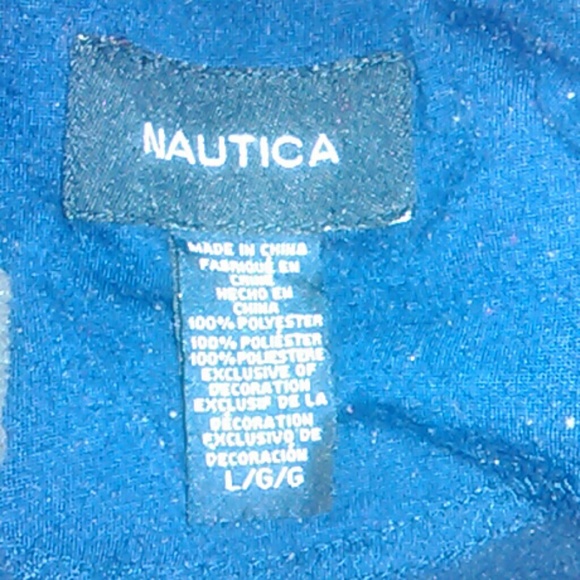 NAUTICA
MADE IN CHINA
FABRIQUÉ EN
CHINE
HECHO EN
CHINA
100% POLYESTER
100% POLIÉSTER
100% POLIESTERE
EXCLUSIVE OF
DECORATION
EXCLUSIF DE LA
DÉCORATION
EXCLUSIVO DE
DECORACIÓN
L/G/G